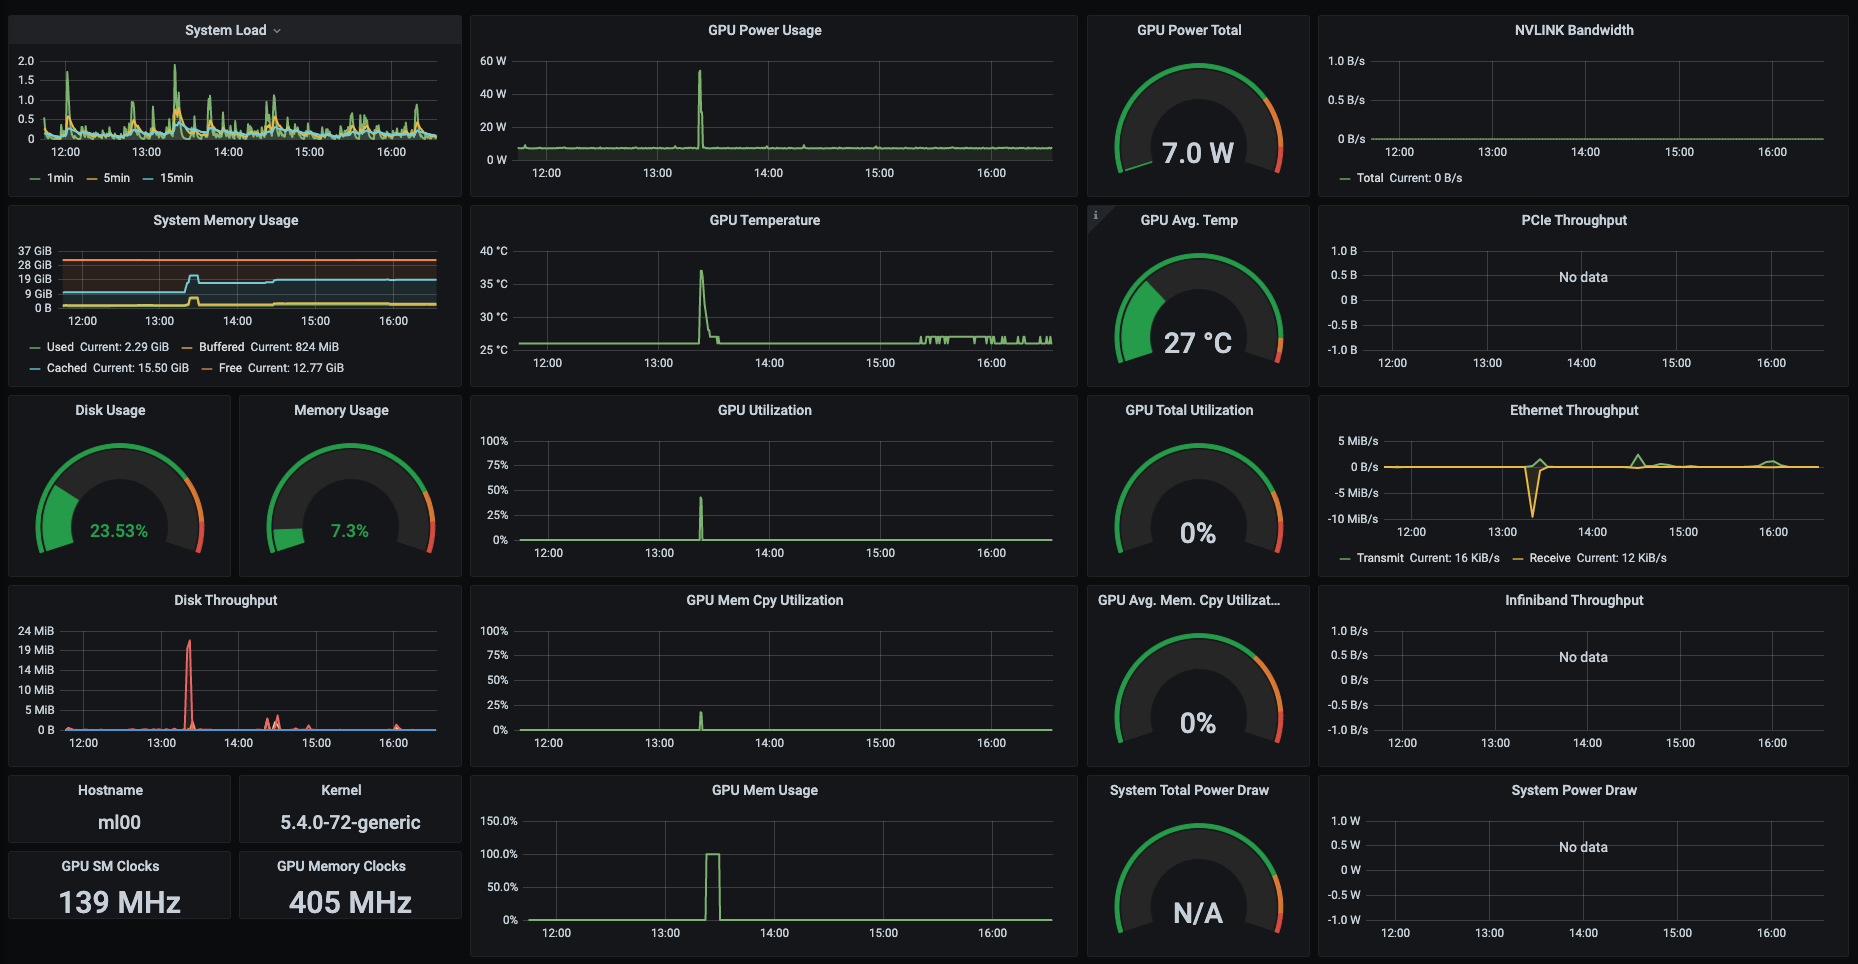 System Load
2.0
1.5
1.0
0.5
0
12:00 13:00 14:00 15:00 16:00
1min 5min 15min
GPU Power Usage
60 W
40 W
20 W
0 W
12:00 13:00 14:00 15:00 16:00
GPU Power Total
7.0 W
NVLINK Bandwidth
1.0 B/s
0.5 B/s
0 B/s
12:00 13:00 14:00 15:00 16:00
Total Current: 0 B/s
System Memory Usage
37 GiB
28 GiB
19 GiB
9 GiB
0 B
12:00 13:00 14:00 15:00 16:00
Used Current: 2.29 GiB Buffered Current: 824 MiB
Cached Current: 15.50 GiB Free Current: 12.77 GiB
GPU Temperature
40 °C
35 °C
30 °C
25 °C
12:00 13:00 14:00 15:00 16:00
i
GPU Avg. Temp
27 °C
PCIe Throughput
1.0 B
0.5 B
0 B
-0.5 B
-1.0 B
No data
12:00 13:00 14:00 15:00 16:00
Disk Usage
23.53%
Memory Usage
7.3%
GPU Utilization
100%
75%
50%
25%
0%
12:00 13:00 14:00 15:00 16:00
GPU Total Utilization
0%
Ethernet Throughput
5 MiB/s
0 B/s
-5 MiB/s
-10 MiB/s
12:00 13:00 14:00 15:00 16:00
Transmit Current: 16 KiB/s Receive Current: 12 KiB/s
Disk Throughput
24 MiB
19 MiB
14 MiB
10 MiB
5 MiB
0 B
12:00 13:00 14:00 15:00 16:00
GPU Mem Cpy Utilization
100%
75%
50%
25%
0%
12:00 13:00 14:00 15:00 16:00
GPU Avg. Mem. Cpy Utilizat...
0%
Infiniband Throughput
1.0 B/s
0.5 B/s
0 B/s
-0.5 B/s
-1.0 B/s
No data
12:00 13:00 14:00 15:00 16:00
Hostname
ml00
Kernel
5.4.0-72-generic
GPU SM Clocks
139 MHz
GPU Memory Clocks
405 MHz
GPU Mem Usage
150.0%
100.0%
50.0%
0%
12:00 13:00 14:00 15:00 16:00
System Total Power Draw
N/A
System Power Draw
1.0 W
0.5 W
0 W
-0.5 W
-1.0 W
No data
12:00 13:00 14:00 15:00 16:00